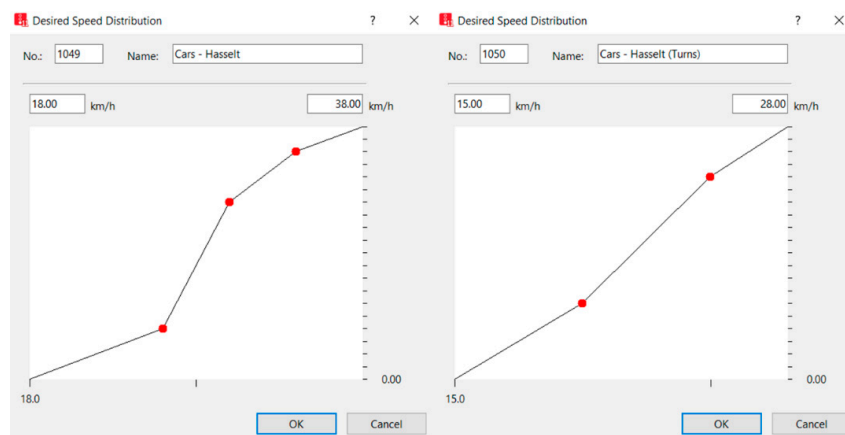 Desired Speed Distribution ? ×
No.: 1049 Name: Cars - Hasselt
18.00 km/h 38.00 km/h
0.00
18.0
OK Cancel
Desired Speed Distribution ? ×
No.: 1050 Name: Cars - Hasselt (Turns)
15.00 km/h 28.00 km/h
0.00
15.0
OK Cancel